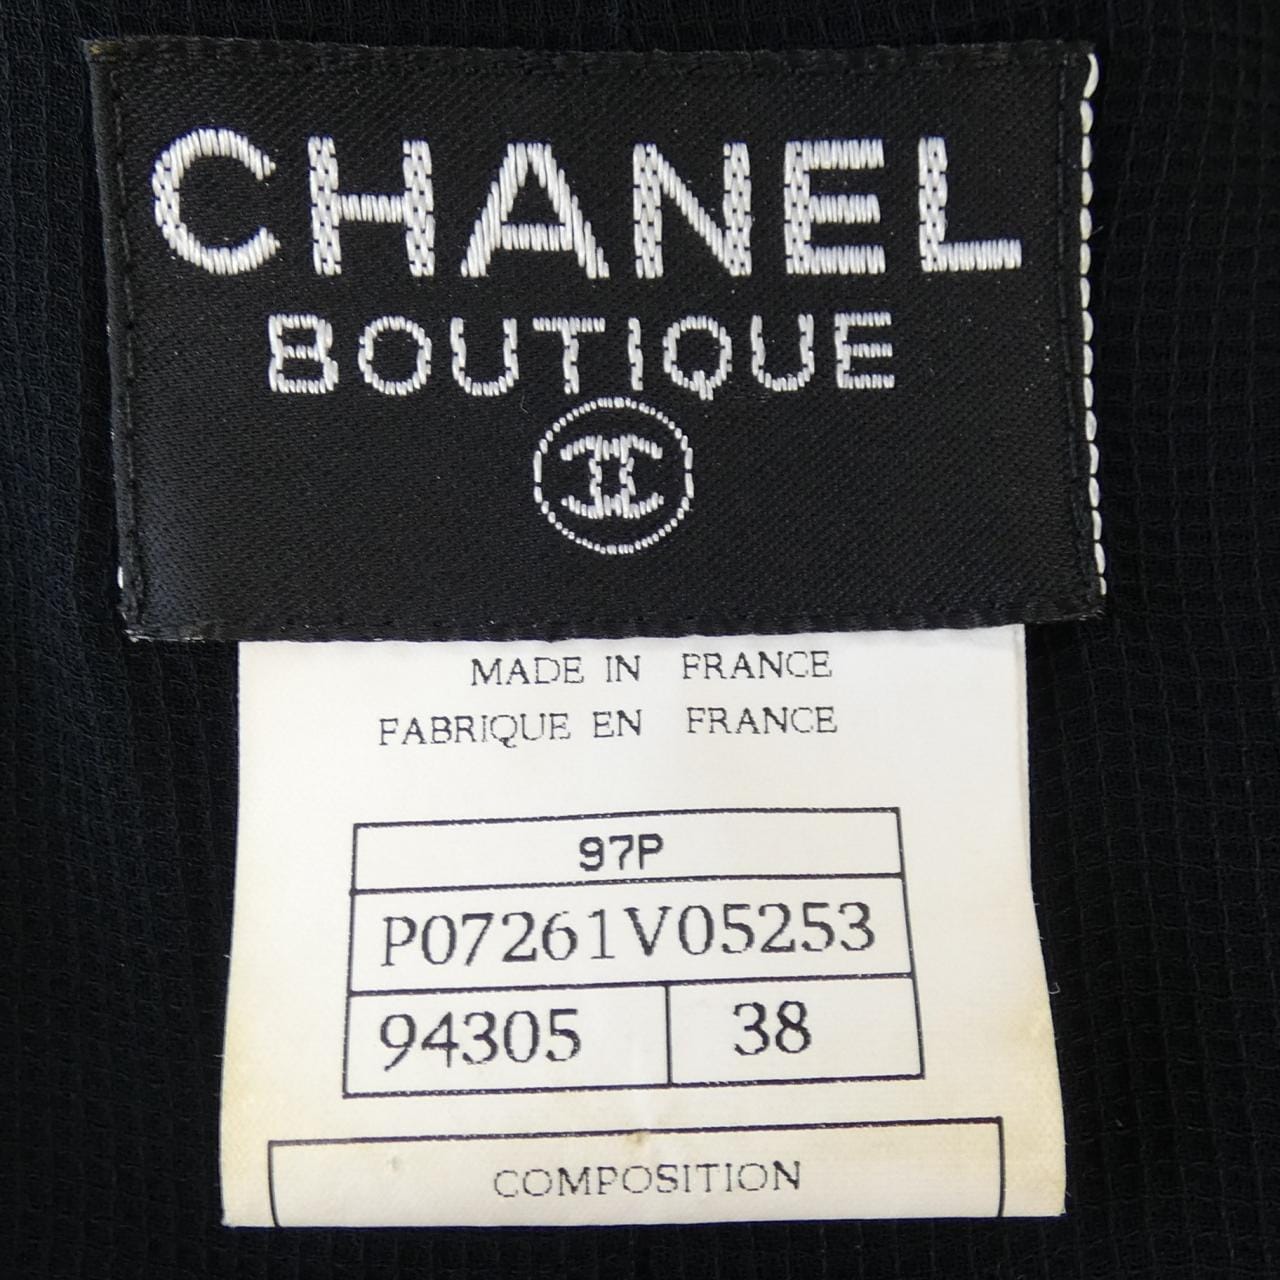 CHANEL
BOUTIQUE
MADE IN FRANCE
FABRIQUE EN FRANCE
97P
P07261V05253
94305 38
COMPOSITION